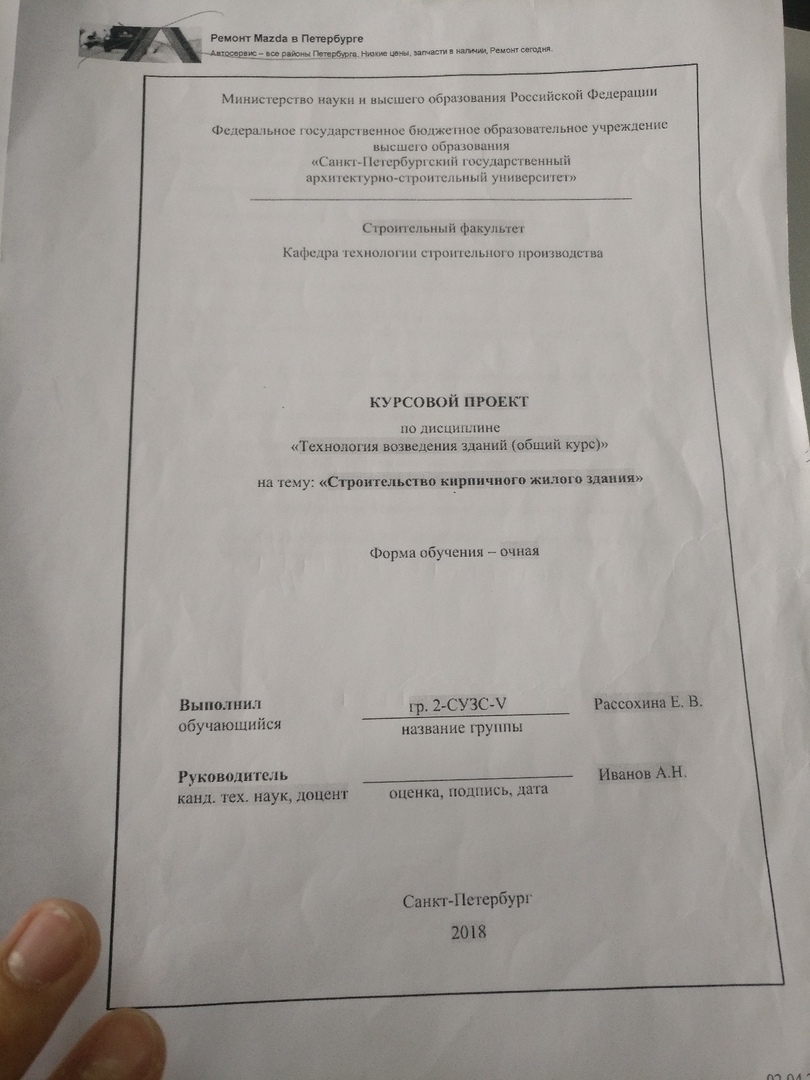 Ремонт Mazda в Петербурге
Автосервис – все районы Петербурга. Низкие цены, запчасти в наличии, Ремонт сегодня.
Министерство науки и высшего образования Российской Федерации
Федеральное государственное бюджетное образовательное учреждение
высшего образования
«Санкт-Петербургский государственный
архитектурно-строительный университет»
Строительный факультет
Кафедра технологии строительного производства
КУРСОВОЙ ПРОЕКТ
по дисциплине
«Технология возведения зданий (общий курс)»
на тему: «Строительство кирпичного жилого здания»
Форма обучения – очная
Выполнил гр. 2-СУЗС-V Рассохина Е. В.
обучающийся название группы
Руководитель Иванов А.Н.
канд. тех. наук, доцент оценка, подпись, дата
Санкт-Петербург
2018